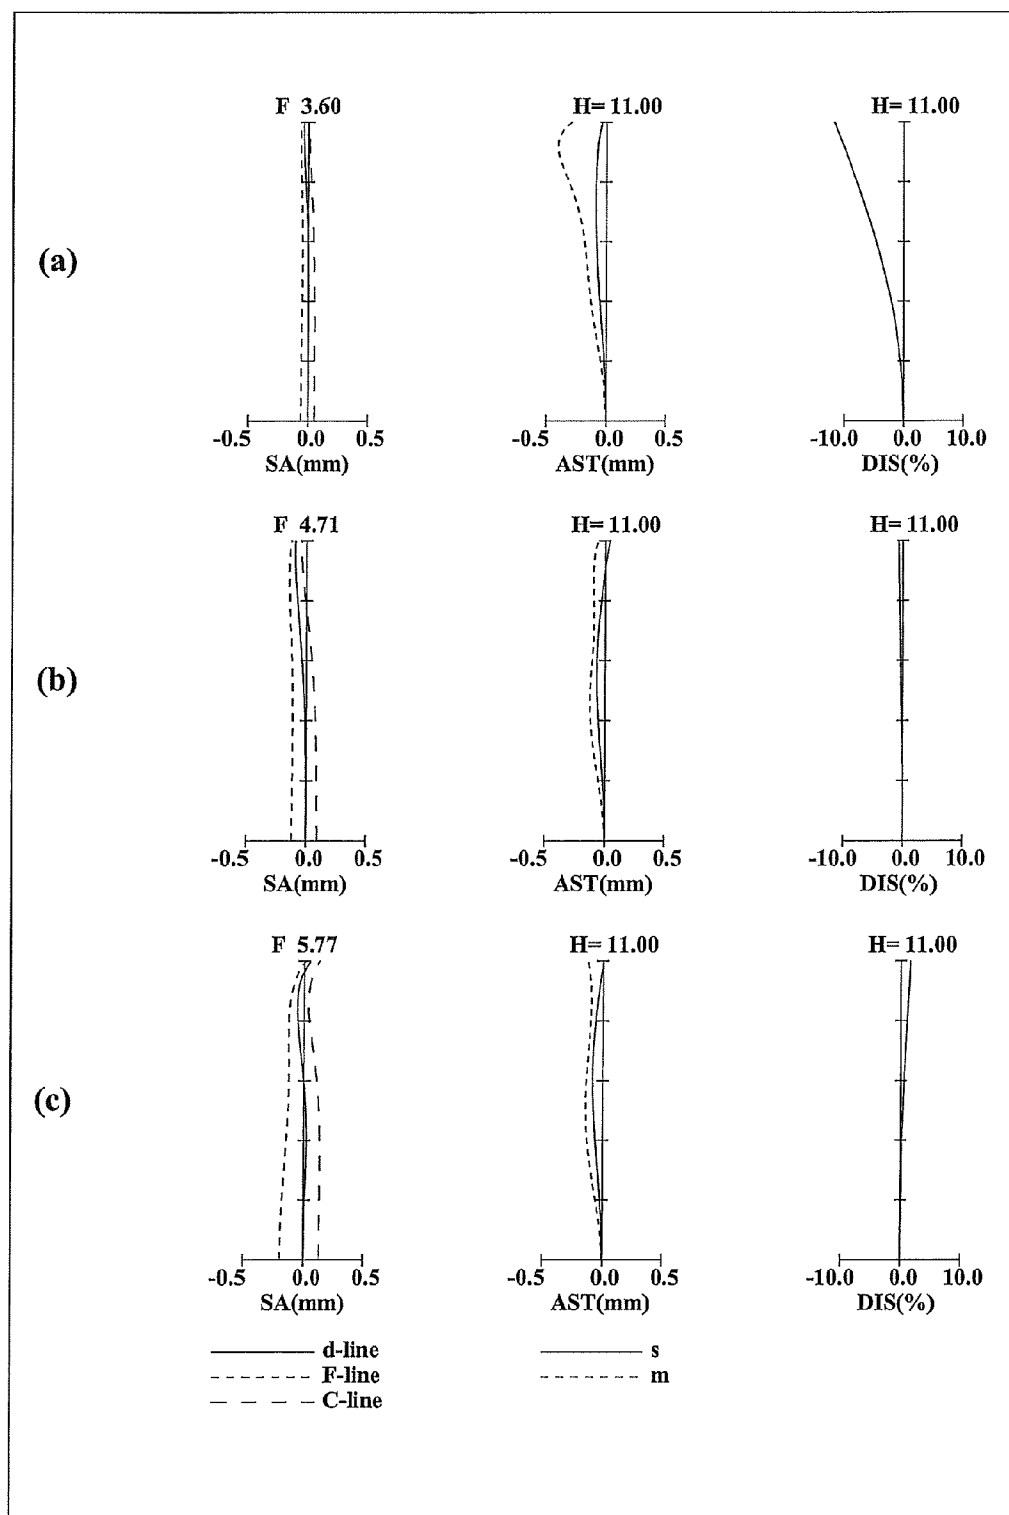 F 3.60 H= 11.00 H= 11.00
(a)
-0.5 0.0 0.5 -0.5 0.0 0.5 -10.0 0.0 10.0
SA(mm) AST(mm) DIS(%)
F 4.71 H= 11.00 H= 11.00
(b)
-0.5 0.0 0.5 -0.5 0.0 0.5 -10.0 0.0 10.0
SA(mm) AST(mm) DIS(%)
F 5.77 H= 11.00 H= 11.00
(c)
-0.5 0.0 0.5 -0.5 0.0 0.5 -10.0 0.0 10.0
SA(mm) AST(mm) DIS(%)
d-line s
F-line m
C-line